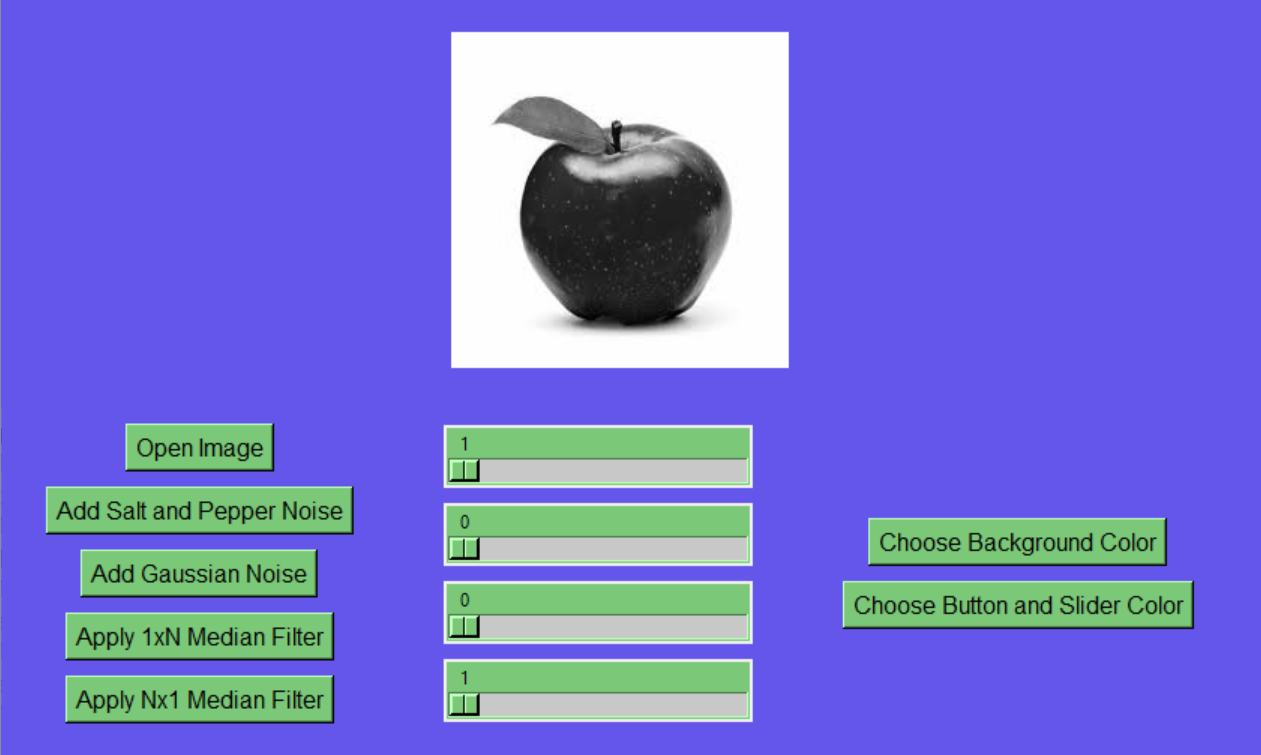 Open Image
Add Salt and Pepper Noise
Add Gaussian Noise
Apply 1xN Median Filter
Apply Nx1 Median Filter
1
0
0
1
Choose Background Color
Choose Button and Slider Color